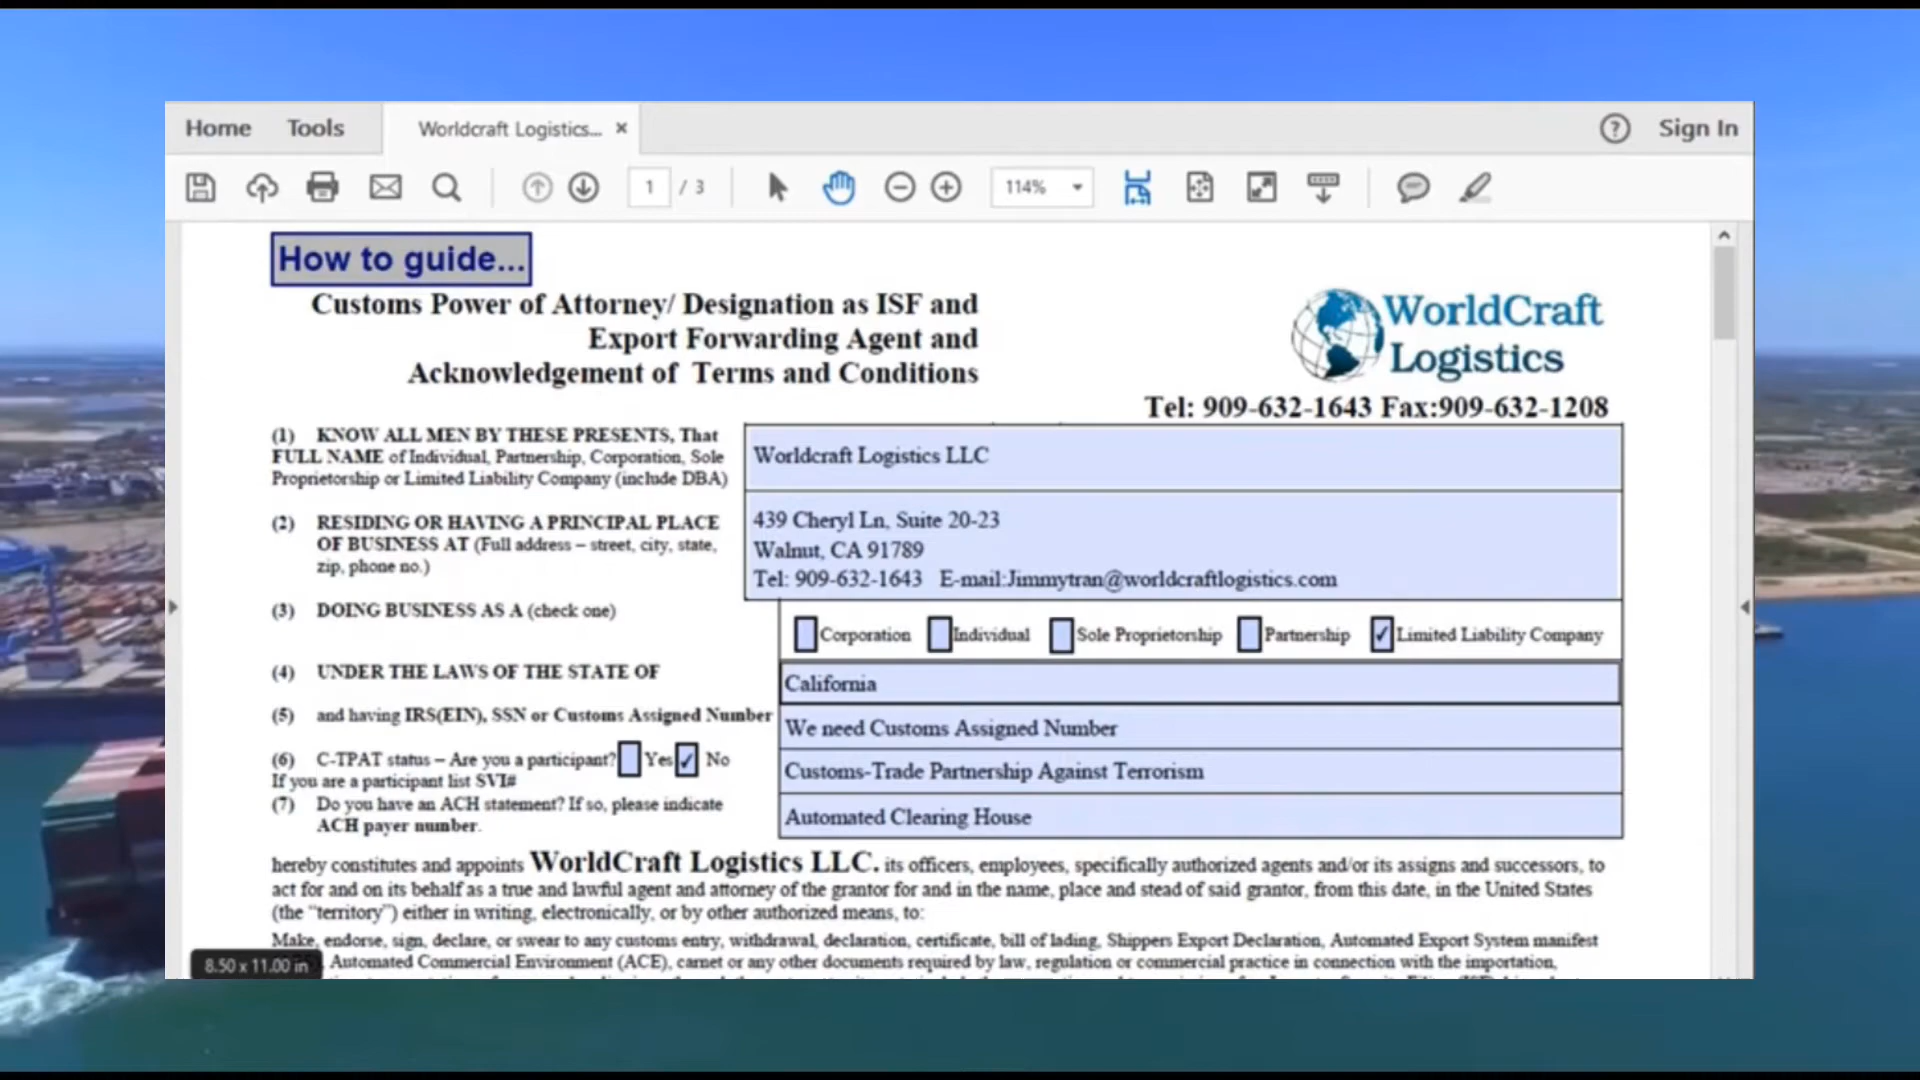 Home Tools Worldcraft Logistics... × ? Sign In
1 / 3 114%
How to guide...
Customs Power of Attorney/ Designation as ISF and
Export Forwarding Agent and
Acknowledgement of Terms and Conditions
WorldCraft
Logistics
Tel: 909-632-1643 Fax:909-632-1208
(1) KNOW ALL MEN BY THESE PRESENTS, That
FULL NAME of Individual, Partnership, Corporation, Sole
Proprietorship or Limited Liability Company (include DBA)
Worldcraft Logistics LLC
(2) RESIDING OR HAVING A PRINCIPAL PLACE
OF BUSINESS AT (Full address – street, city, state,
zip, phone no.)
439 Cheryl Ln, Suite 20-23
Walnut, CA 91789
Tel: 909-632-1643 E-mail:Jimmytran@worldcraftlogistics.com
(3) DOING BUSINESS AS A (check one)
Corporation Individual Sole Proprietorship Partnership ✓ Limited Liability Company
(4) UNDER THE LAWS OF THE STATE OF
California
(5) and having IRS(EIN), SSN or Customs Assigned Number
We need Customs Assigned Number
(6) C-TPAT status – Are you a participant? Yes ✓ No
If you are a participant list SVI#
Customs-Trade Partnership Against Terrorism
(7) Do you have an ACH statement? If so, please indicate
ACH payer number.
Automated Clearing House
hereby constitutes and appoints WorldCraft Logistics LLC. its officers, employees, specifically authorized agents and/or its assigns and successors, to
act for and on its behalf as a true and lawful agent and attorney of the grantor for and in the name, place and stead of said grantor, from this date, in the United States
(the "territory") either in writing, electronically, or by other authorized means, to:
Make, endorse, sign, declare, or swear to any customs entry, withdrawal, declaration, certificate, bill of lading, Shippers Export Declaration, Automated Export System manifest
, Automated Commercial Environment (ACE), carnet or any other documents required by law, regulation or commercial practice in connection with the importation,
8.50 x 11.00 in